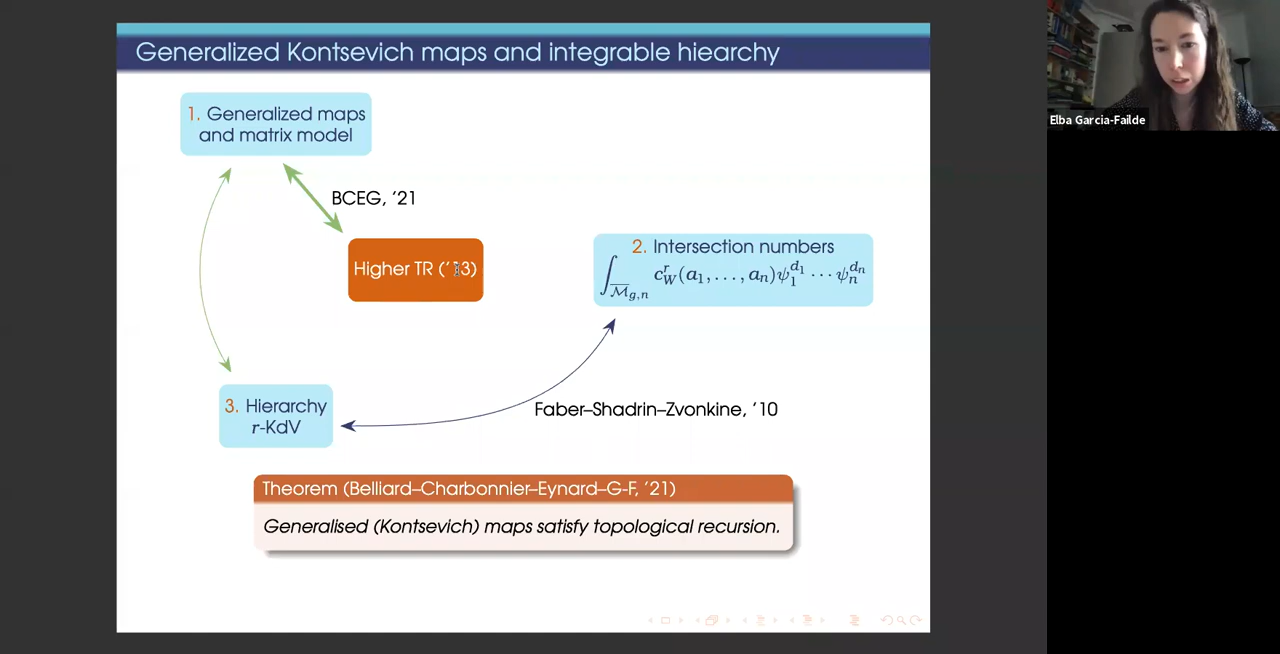 Generalized Kontsevich maps and integrable hiearchy
Elba Garcia-Failde
1. Generalized maps
and matrix model
BCEG, '21
Higher TR ('13)
2. Intersection numbers
∫_{\overline{M}_{g,n}} c_W^r(a_1, . . . , a_n)ψ_1^{d_1} · · · ψ_n^{d_n}
3. Hierarchy
r-KdV
Faber–Shadrin–Zvonkine, '10
Theorem (Belliard–Charbonnier–Eynard–G-F, '21)
Generalised (Kontsevich) maps satisfy topological recursion.